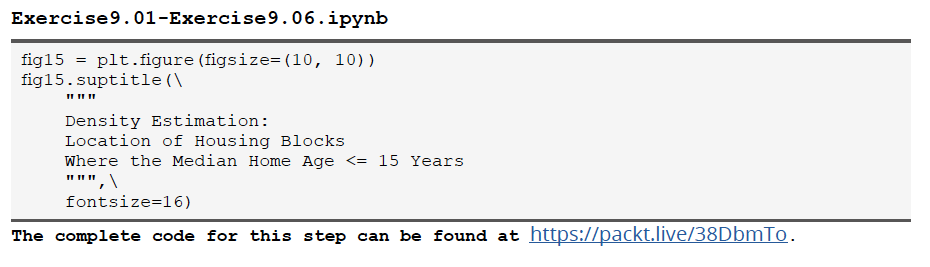 Exercise9.01-Exercise9.06.ipynb
fig15 = plt.figure(figsize=(10, 10))
fig15.suptitle(\
    """
    Density Estimation:
    Location of Housing Blocks
    Where the Median Home Age <= 15 Years
    """,\
    fontsize=16)
The complete code for this step can be found at https://packt.live/38DbmTo.